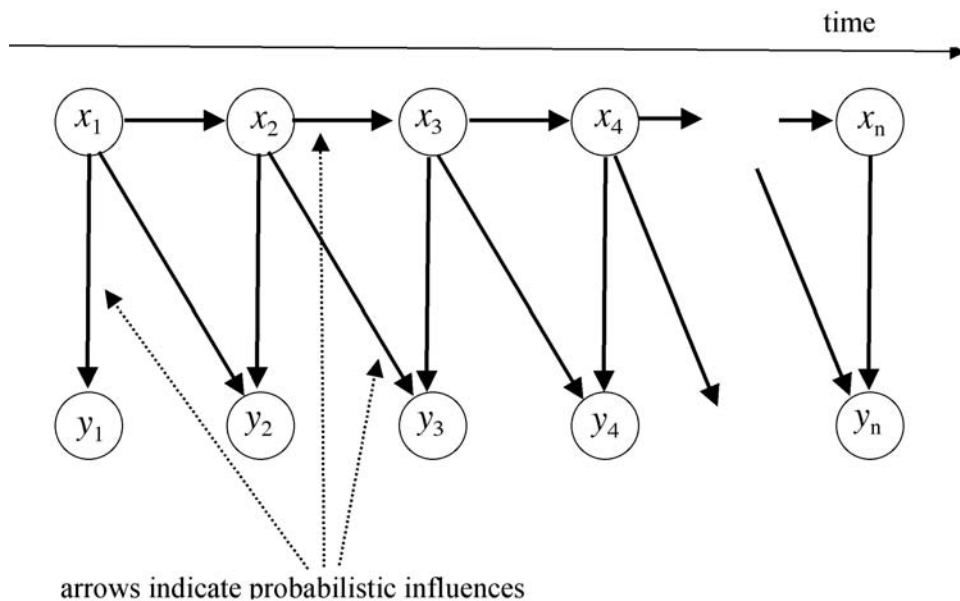 time
x₁ x₂ x₃ x₄ xₙ
y₁ y₂ y₃ y₄ yₙ
arrows indicate probabilistic influences